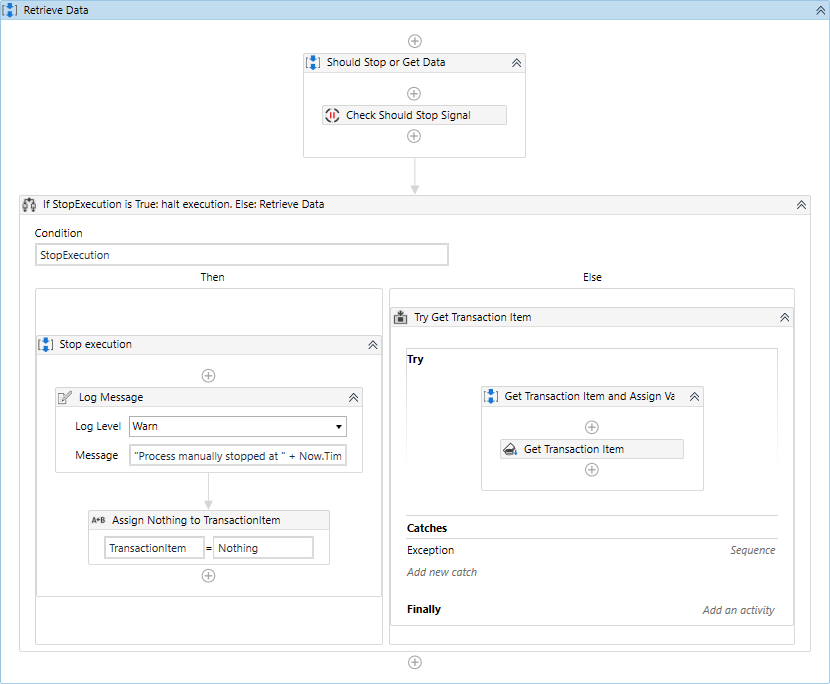 Retrieve Data
Should Stop or Get Data
Check Should Stop Signal
If StopExecution is True: halt execution. Else: Retrieve Data
Condition
StopExecution
Then
Else
Stop execution
Log Message
Log Level Warn
Message "Process manually stopped at " + Now.Tim
A+B Assign Nothing to TransactionItem
TransactionItem = Nothing
Try Get Transaction Item
Try
Get Transaction Item and Assign Va
Get Transaction Item
Catches
Exception Sequence
Add new catch
Finally Add an activity